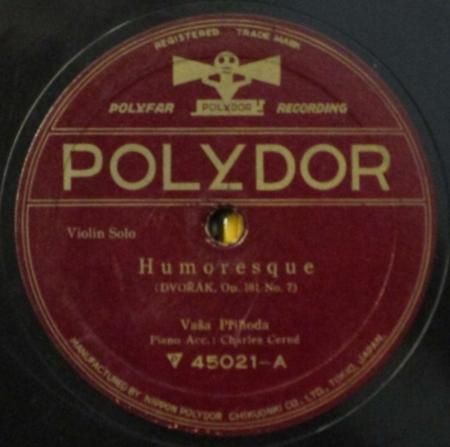 REGISTERED TRADE MARK
POLYFAR POLYDOR RECORDING
POLYDOR
Violin Solo
Humoresque
(DVOŘÁK, Op. 101, No. 7)
Vaša Příhoda
Piano Acc.: Charles Cerné
45021-A
MANUFACTURED BY NIPPON POLYDOR CHIKUONKI CO., LTD., TOKYO, JAPAN.